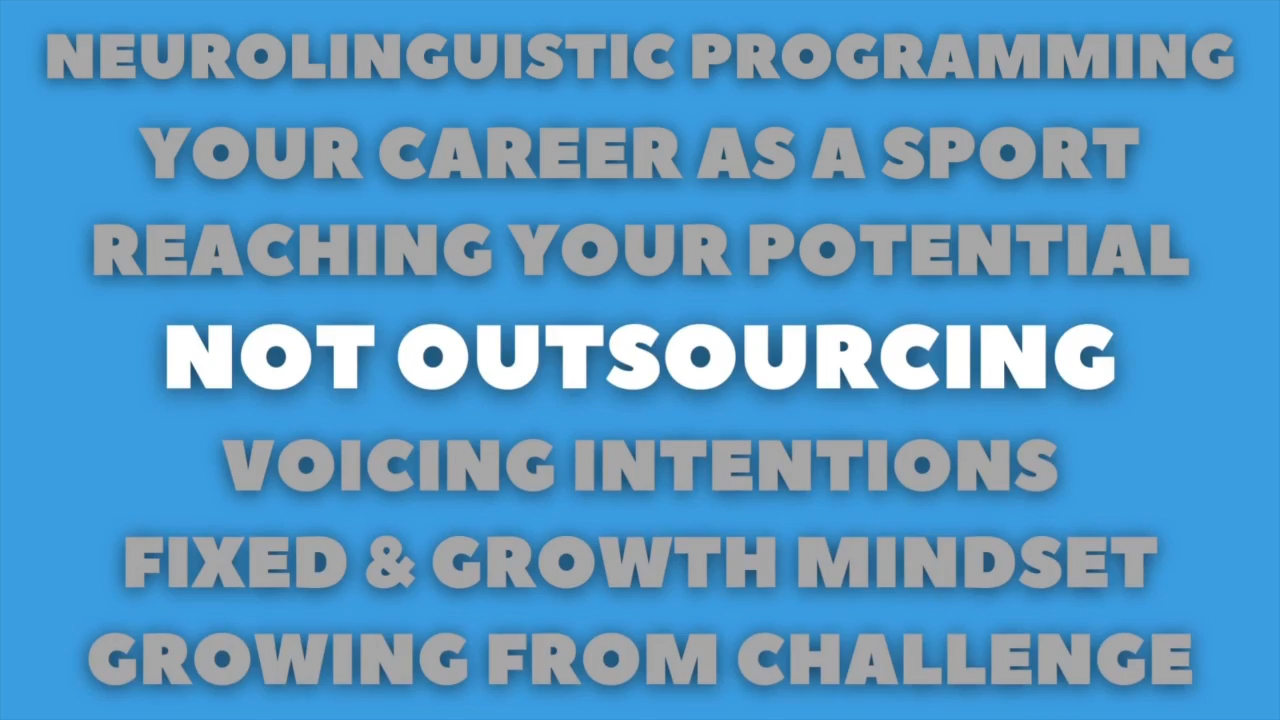 NEUROLINGUISTIC PROGRAMMING
YOUR CAREER AS A SPORT
REACHING YOUR POTENTIAL
NOT OUTSOURCING
VOICING INTENTIONS
FIXED & GROWTH MINDSET
GROWING FROM CHALLENGE